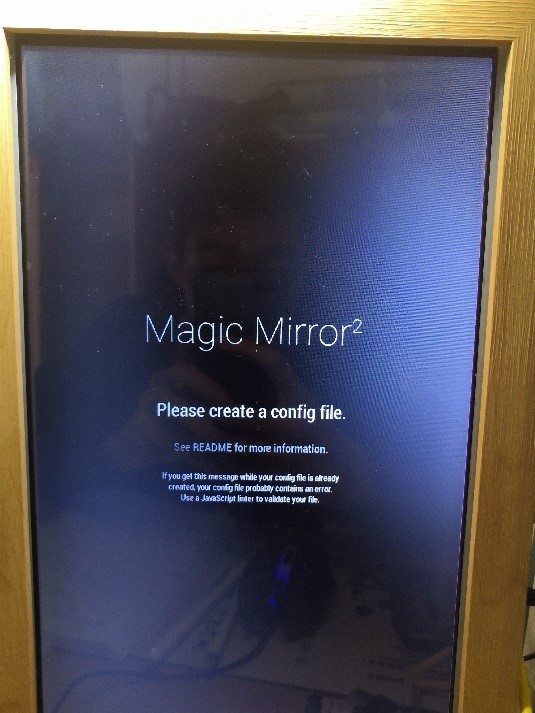 Magic Mirror²
Please create a config file.
See README for more information.
If you get this message while your config file is already
created, your config file probably contains an error.
Use a JavaScript linter to validate your file.